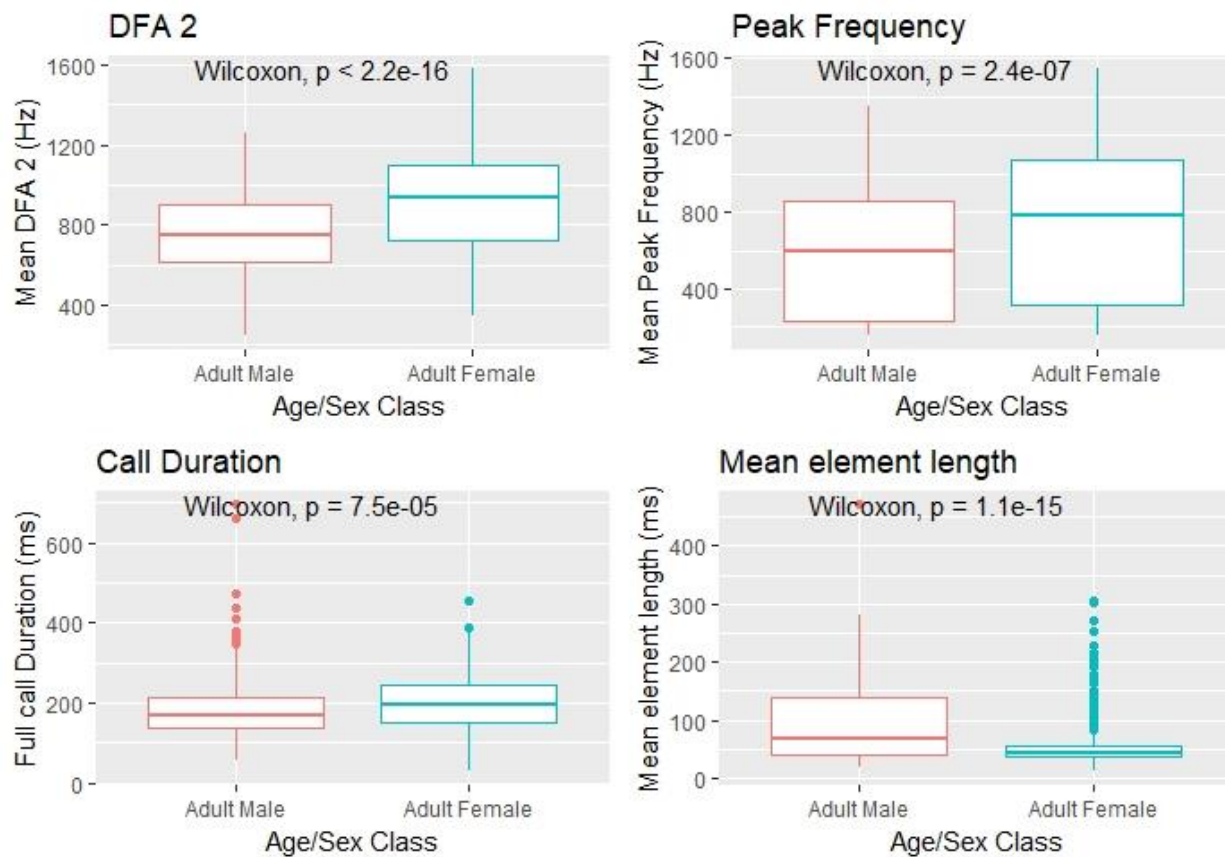 DFA 2
Wilcoxon, p < 2.2e-16
Mean DFA 2 (Hz)
1600
1200
800
400
Adult Male
Adult Female
Age/Sex Class
Peak Frequency
Wilcoxon, p = 2.4e-07
Mean Peak Frequency (Hz)
1600
1200
800
400
Adult Male
Adult Female
Age/Sex Class
Call Duration
Wilcoxon, p = 7.5e-05
Full call Duration (ms)
600
400
200
0
Adult Male
Adult Female
Age/Sex Class
Mean element length
Wilcoxon, p = 1.1e-15
Mean element length (ms)
400
300
200
100
0
Adult Male
Adult Female
Age/Sex Class